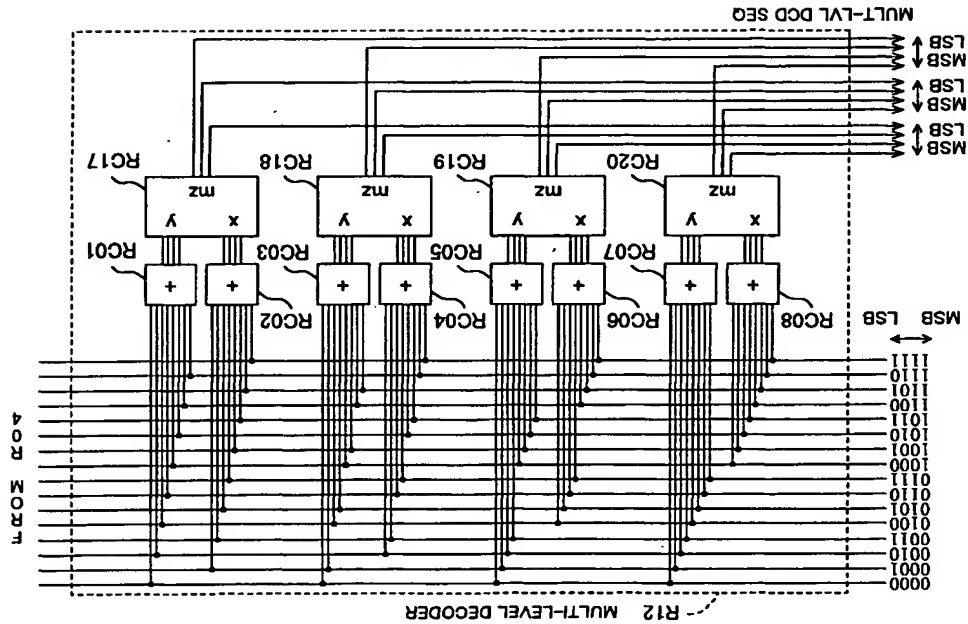 R12 MULTI-LEVEL DECODER
0000
0001
0010
0011
0100
0101
0110
0111
1000
1001
1010
1011
1100
1101
1110
1111
FROM R04
MSB LSB
RC08 RC07 RC06 RC05 RC04 RC03 RC02 RC01
+ + + + + + + +
x y x y x y x y
mz mz mz mz
RC20 RC19 RC18 RC17
MSB
LSB
MSB
LSB
MSB
LSB
MULT-LVL DCD SEQ